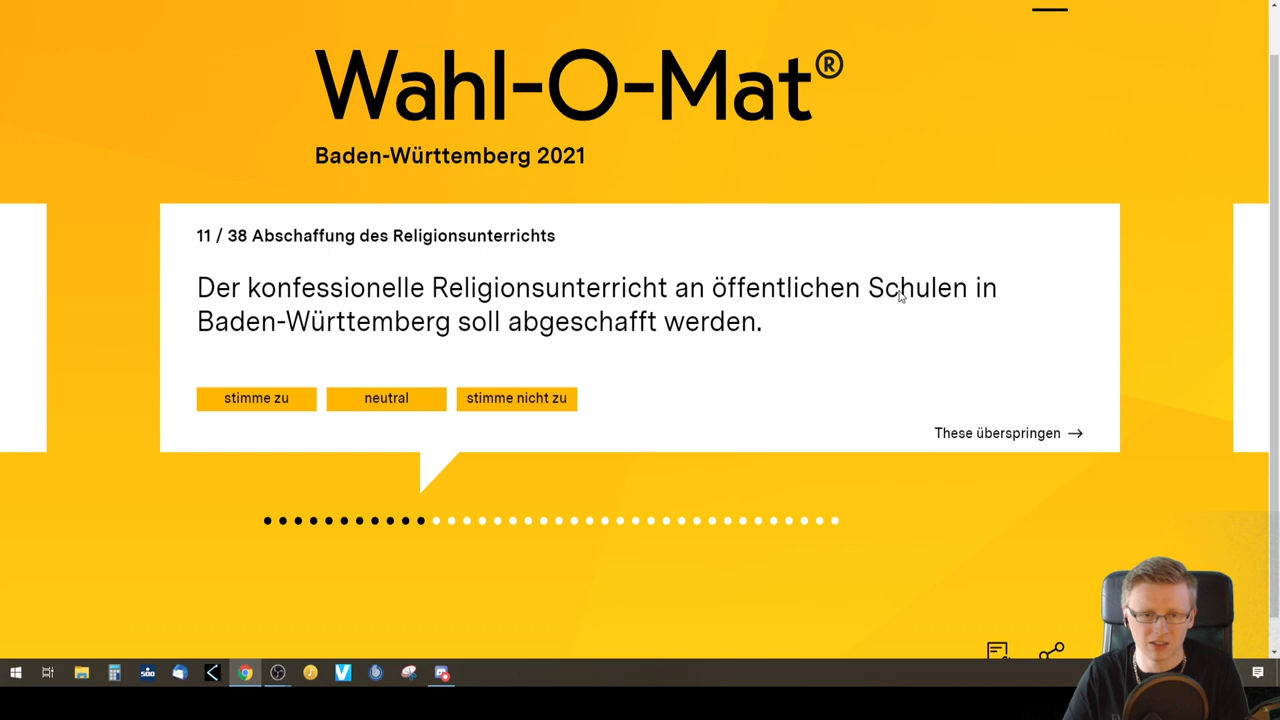 Wahl-O-Mat®
Baden-Württemberg 2021
11 / 38 Abschaffung des Religionsunterrichts
Der konfessionelle Religionsunterricht an öffentlichen Schulen in
Baden-Württemberg soll abgeschafft werden.
stimme zu
neutral
stimme nicht zu
These überspringen →
500